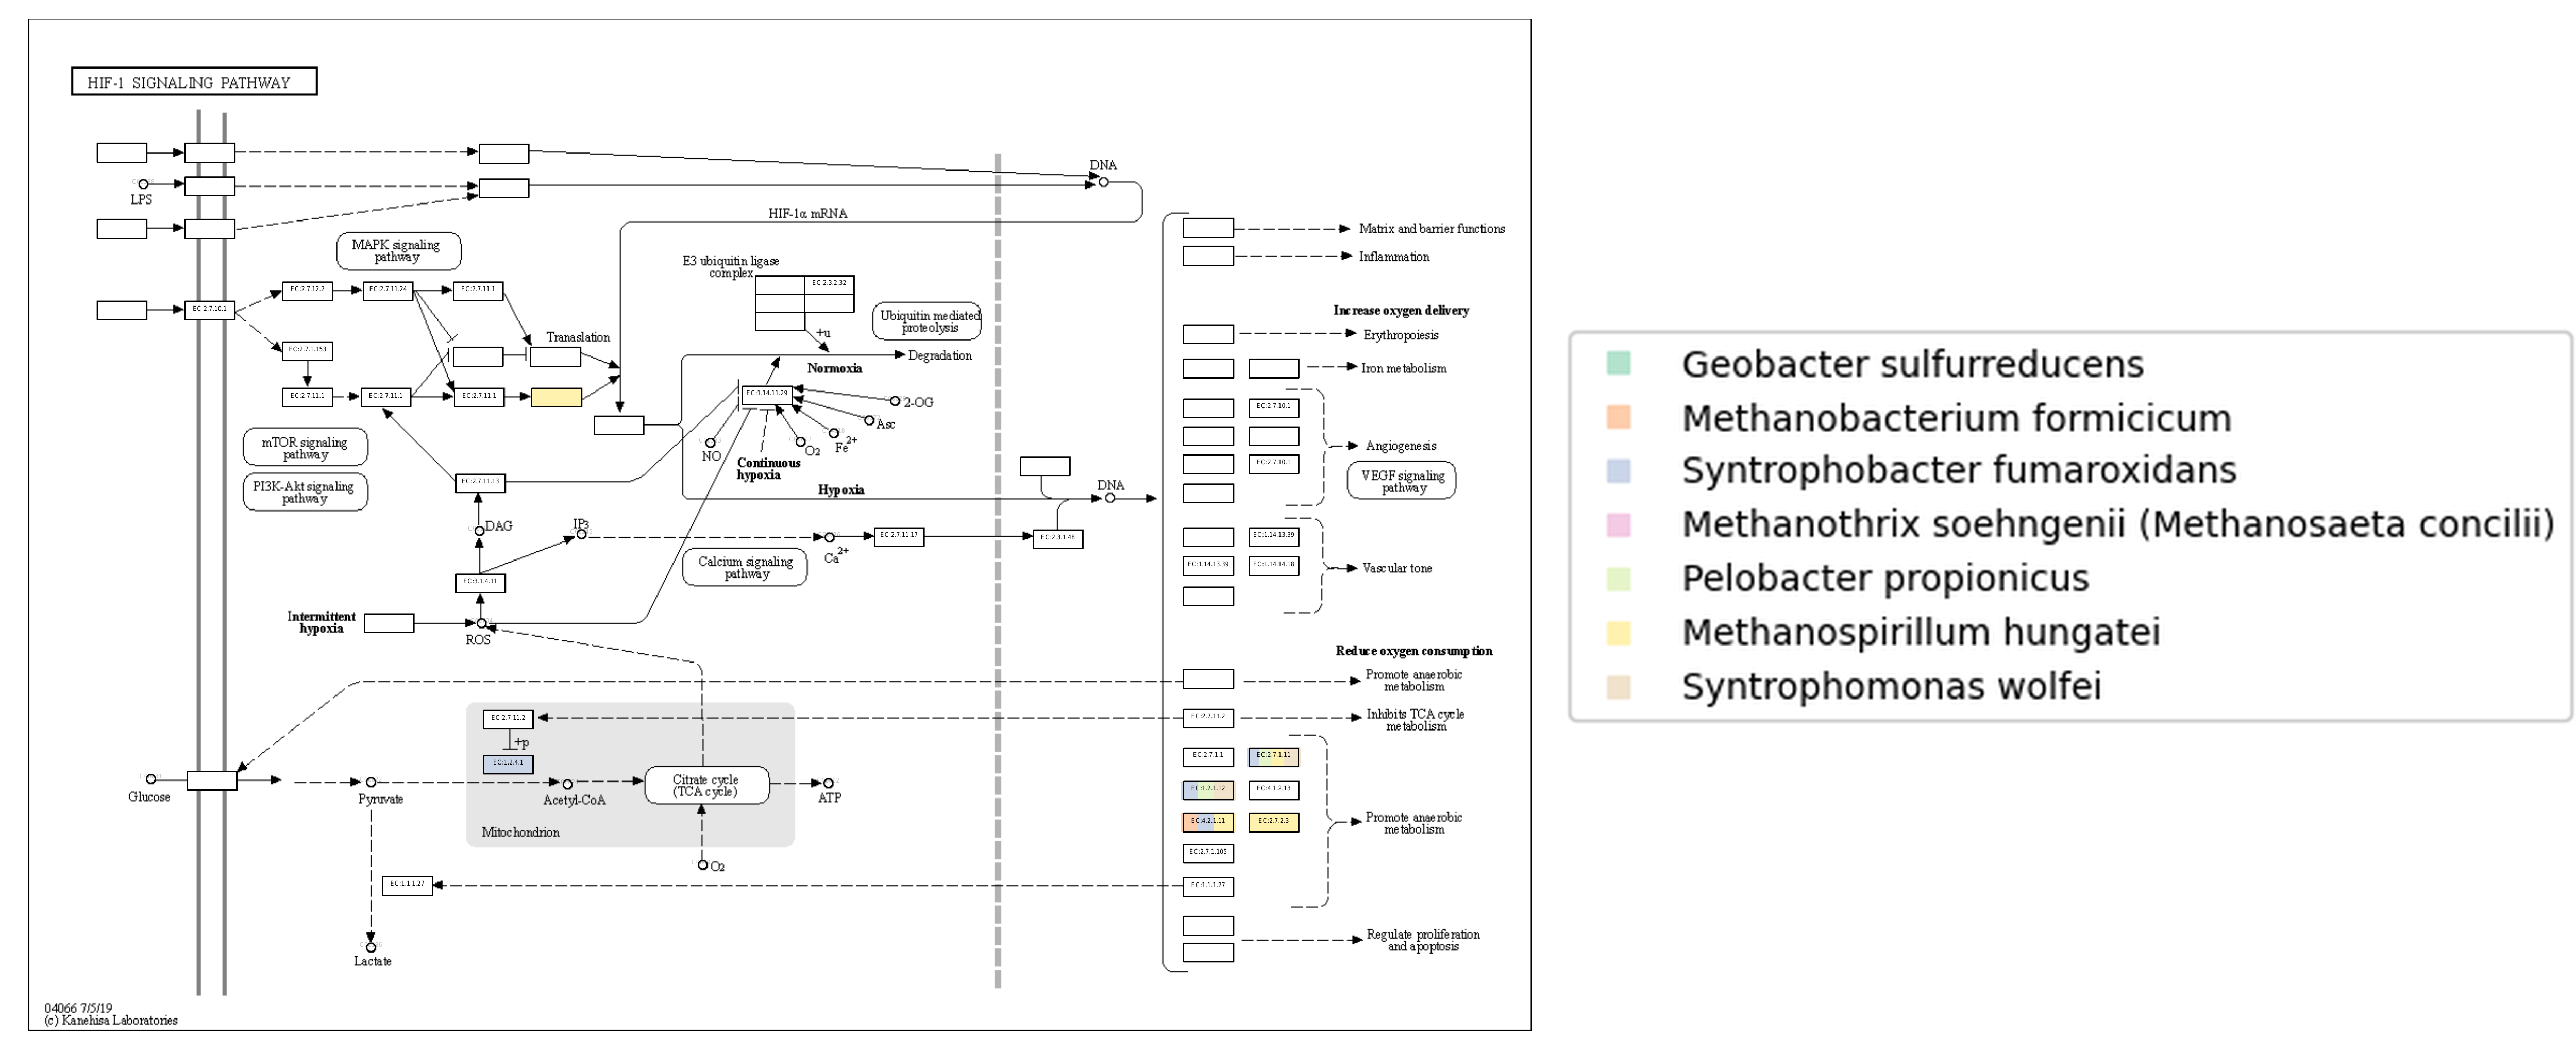 HIF-1 SIGNALING PATHWAY
DNA
LPS
HIF-1α mRNA
MAPK signaling
pathway
Matrix and barrier functions
Inflammation
E3 ubiquitin ligase
complex
EC:2.3.2.32
EC:2.7.12.2
EC:2.7.11.24
EC:2.7.11.1
EC:2.7.10.1
Ubiquitin mediated
proteolysis
+u
Increase oxygen delivery
Erythropoiesis
Tranaslation
EC:2.7.1.153
Degradation
Normoxia
Iron metabolism
EC:2.7.11.1
EC:2.7.11.1
EC:2.7.11.1
EC:1.14.11.29
2-OG
Asc
Fe2+
O2
NO
Continuous
hypoxia
EC:2.7.10.1
Angiogenesis
EC:2.7.10.1
VEGF signaling
pathway
mTOR signaling
pathway
PI3K-Akt signaling
pathway
EC:2.7.11.13
Hypoxia
DNA
DAG
IP3
Ca2+
EC:2.7.11.17
EC:2.3.1.48
EC:1.14.13.39
EC:1.14.13.39
EC:1.14.14.18
Vascular tone
Calcium signaling
pathway
EC:3.1.4.11
Intermittent
hypoxia
ROS
Reduce oxygen consumption
Promote anaerobic
metabolism
EC:2.7.11.2
EC:2.7.11.2
Inhibits TCA cycle
metabolism
+p
EC:1.2.4.1
EC:2.7.1.1
EC:2.7.1.11
Glucose
Pyruvate
Acetyl-CoA
Citrate cycle
(TCA cycle)
ATP
EC:1.2.1.12
EC:4.1.2.13
Mitochondrion
EC:4.2.1.11
EC:2.7.2.3
Promote anaerobic
metabolism
O2
EC:2.7.1.105
EC:1.1.1.27
EC:1.1.1.27
Lactate
Regulate proliferation
and apoptosis
04066 7/5/19
(c) Kanehisa Laboratories
Geobacter sulfurreducens
Methanobacterium formicicum
Syntrophobacter fumaroxidans
Methanothrix soehngenii (Methanosaeta concilii)
Pelobacter propionicus
Methanospirillum hungatei
Syntrophomonas wolfei